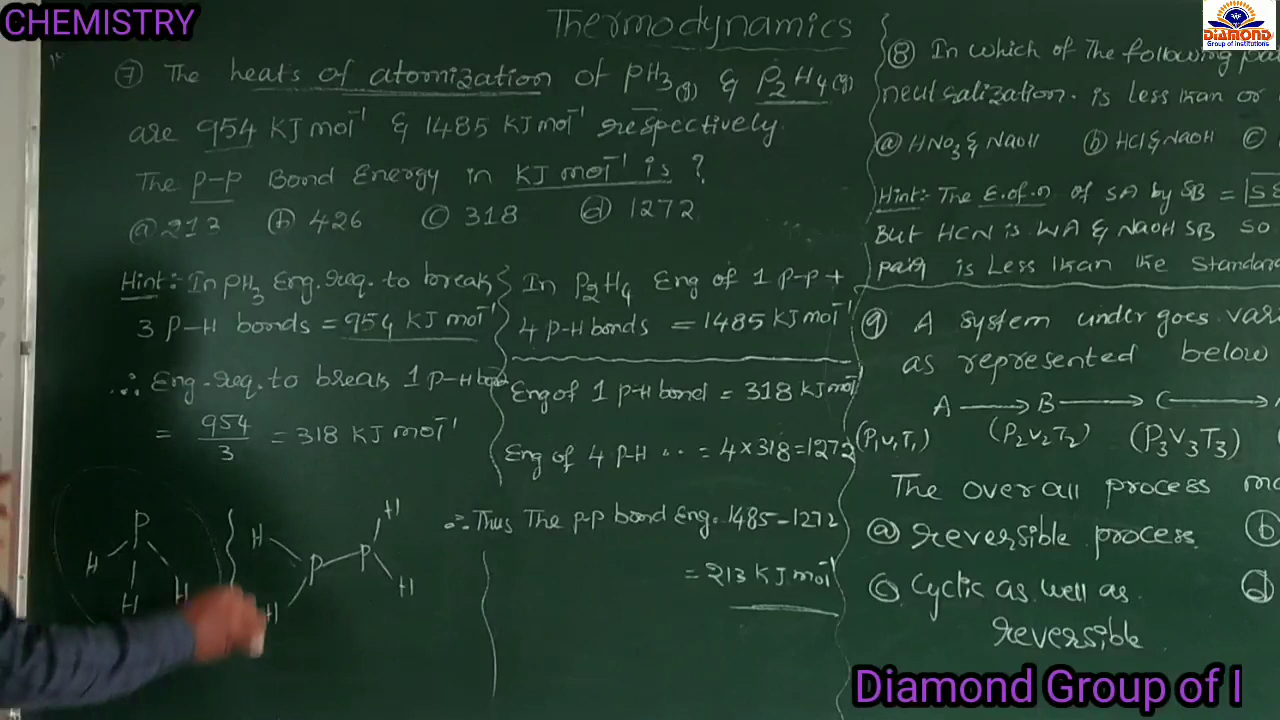 CHEMISTRY
DIAMOND
Group of Institutions
Thermodynamics
⑦ The heats of atomization of PH₃(g) & P₂H₄(g)
are 954 KJ mol⁻¹ & 1485 KJ mol⁻¹ respectively
The P-P Bond Energy in KJ mol⁻¹ is ?
ⓐ 213 ⓑ 426 ⓒ 318 ⓓ 1272
Hint:- In PH₃ Eng. req. to break
3 P-H bonds = 954 KJ mol⁻¹
∴ Eng. req. to break 1 P-H bond
= 954/3 = 318 KJ mol⁻¹
P
H H
H
H H
P-P
H H
In P₂H₄ Eng of 1 P-P +
4 P-H bonds = 1485 KJ mol⁻¹
Eng of 1 P-H bond = 318 KJ mol⁻¹
Eng of 4 P-H ·· = 4×318=1272
∴ Thus The P-P bond Eng. 1485-1272
= 213 KJ mol⁻¹
⑧ In which of The following
neutralization. is Less than or
ⓐ HNO₃ & NaOH ⓑ HCl & NaOH ⓒ
Hint:- The E.of.n of SA by SB =
But HCN is WA & NaOH SB So
pair is Less than the Standard
⑨ A system undergoes
as represented below
A → B → C →
(P₁V₁T₁) (P₂V₂T₂) (P₃V₃T₃)
The overall process
ⓐ reversible process ⓑ
ⓒ Cyclic as well as ⓓ
reversible
Diamond Group of I